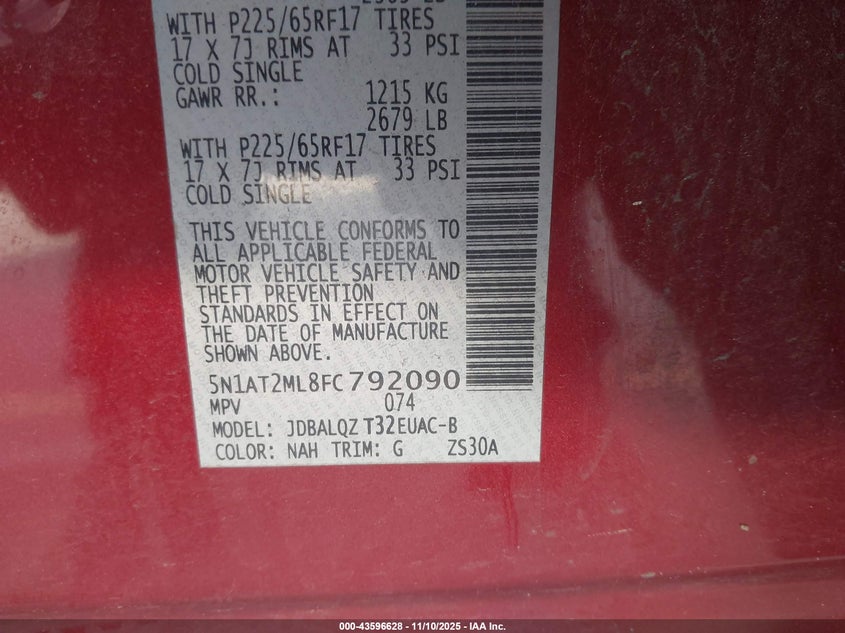 WITH P225/65RF17 TIRES
17 X 7J RIMS AT 33 PSI
COLD SINGLE
GAWR RR.: 1215 KG
2679 LB
WITH P225/65RF17 TIRES
17 X 7J RIMS AT 33 PSI
COLD SINGLE
THIS VEHICLE CONFORMS TO
ALL APPLICABLE FEDERAL
MOTOR VEHICLE SAFETY AND
THEFT PREVENTION
STANDARDS IN EFFECT ON
THE DATE OF MANUFACTURE
SHOWN ABOVE.
5N1AT2ML8FC792090
MPV 074
MODEL: JDBALQZ T32EUAC-B
COLOR: NAH TRIM: G ZS30A
000-43596628 - 11/10/2025 - IAA Inc.